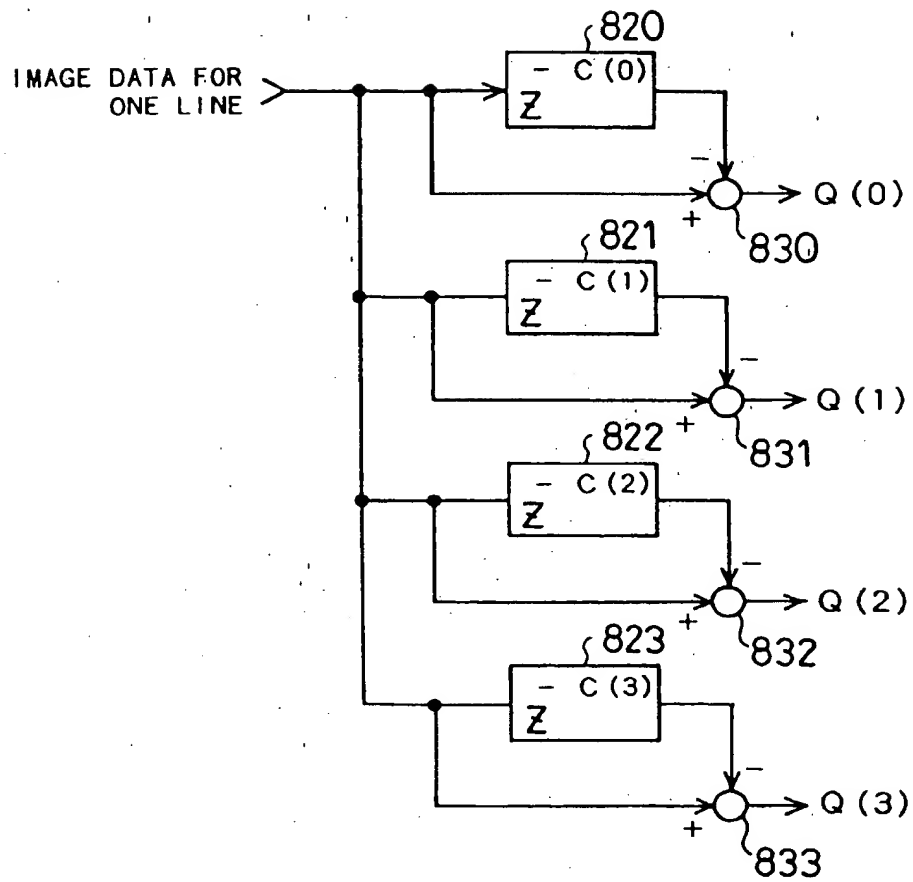 820
IMAGE DATA FOR
ONE LINE
Z - C (0)
-
+
Q (0)
830
821
Z - C (1)
-
+
Q (1)
831
822
Z - C (2)
-
+
Q (2)
832
823
Z - C (3)
-
+
Q (3)
833